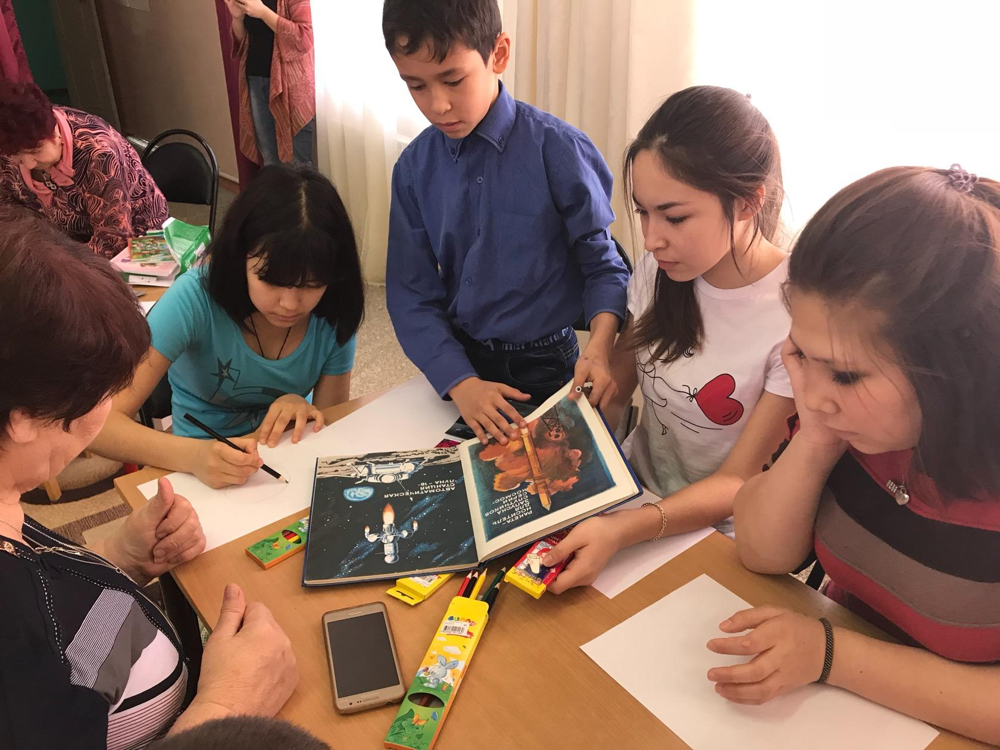 АВТОМАТИЧЕСКАЯ
СТАНЦИЯ
ЛУНА – 16"
РАКЕТА–
НОСИТЕЛЬ
ДЛЯ
ЗАПУСКА
СПУТНИКОВ
СЕРИИ
"КОСМОС"